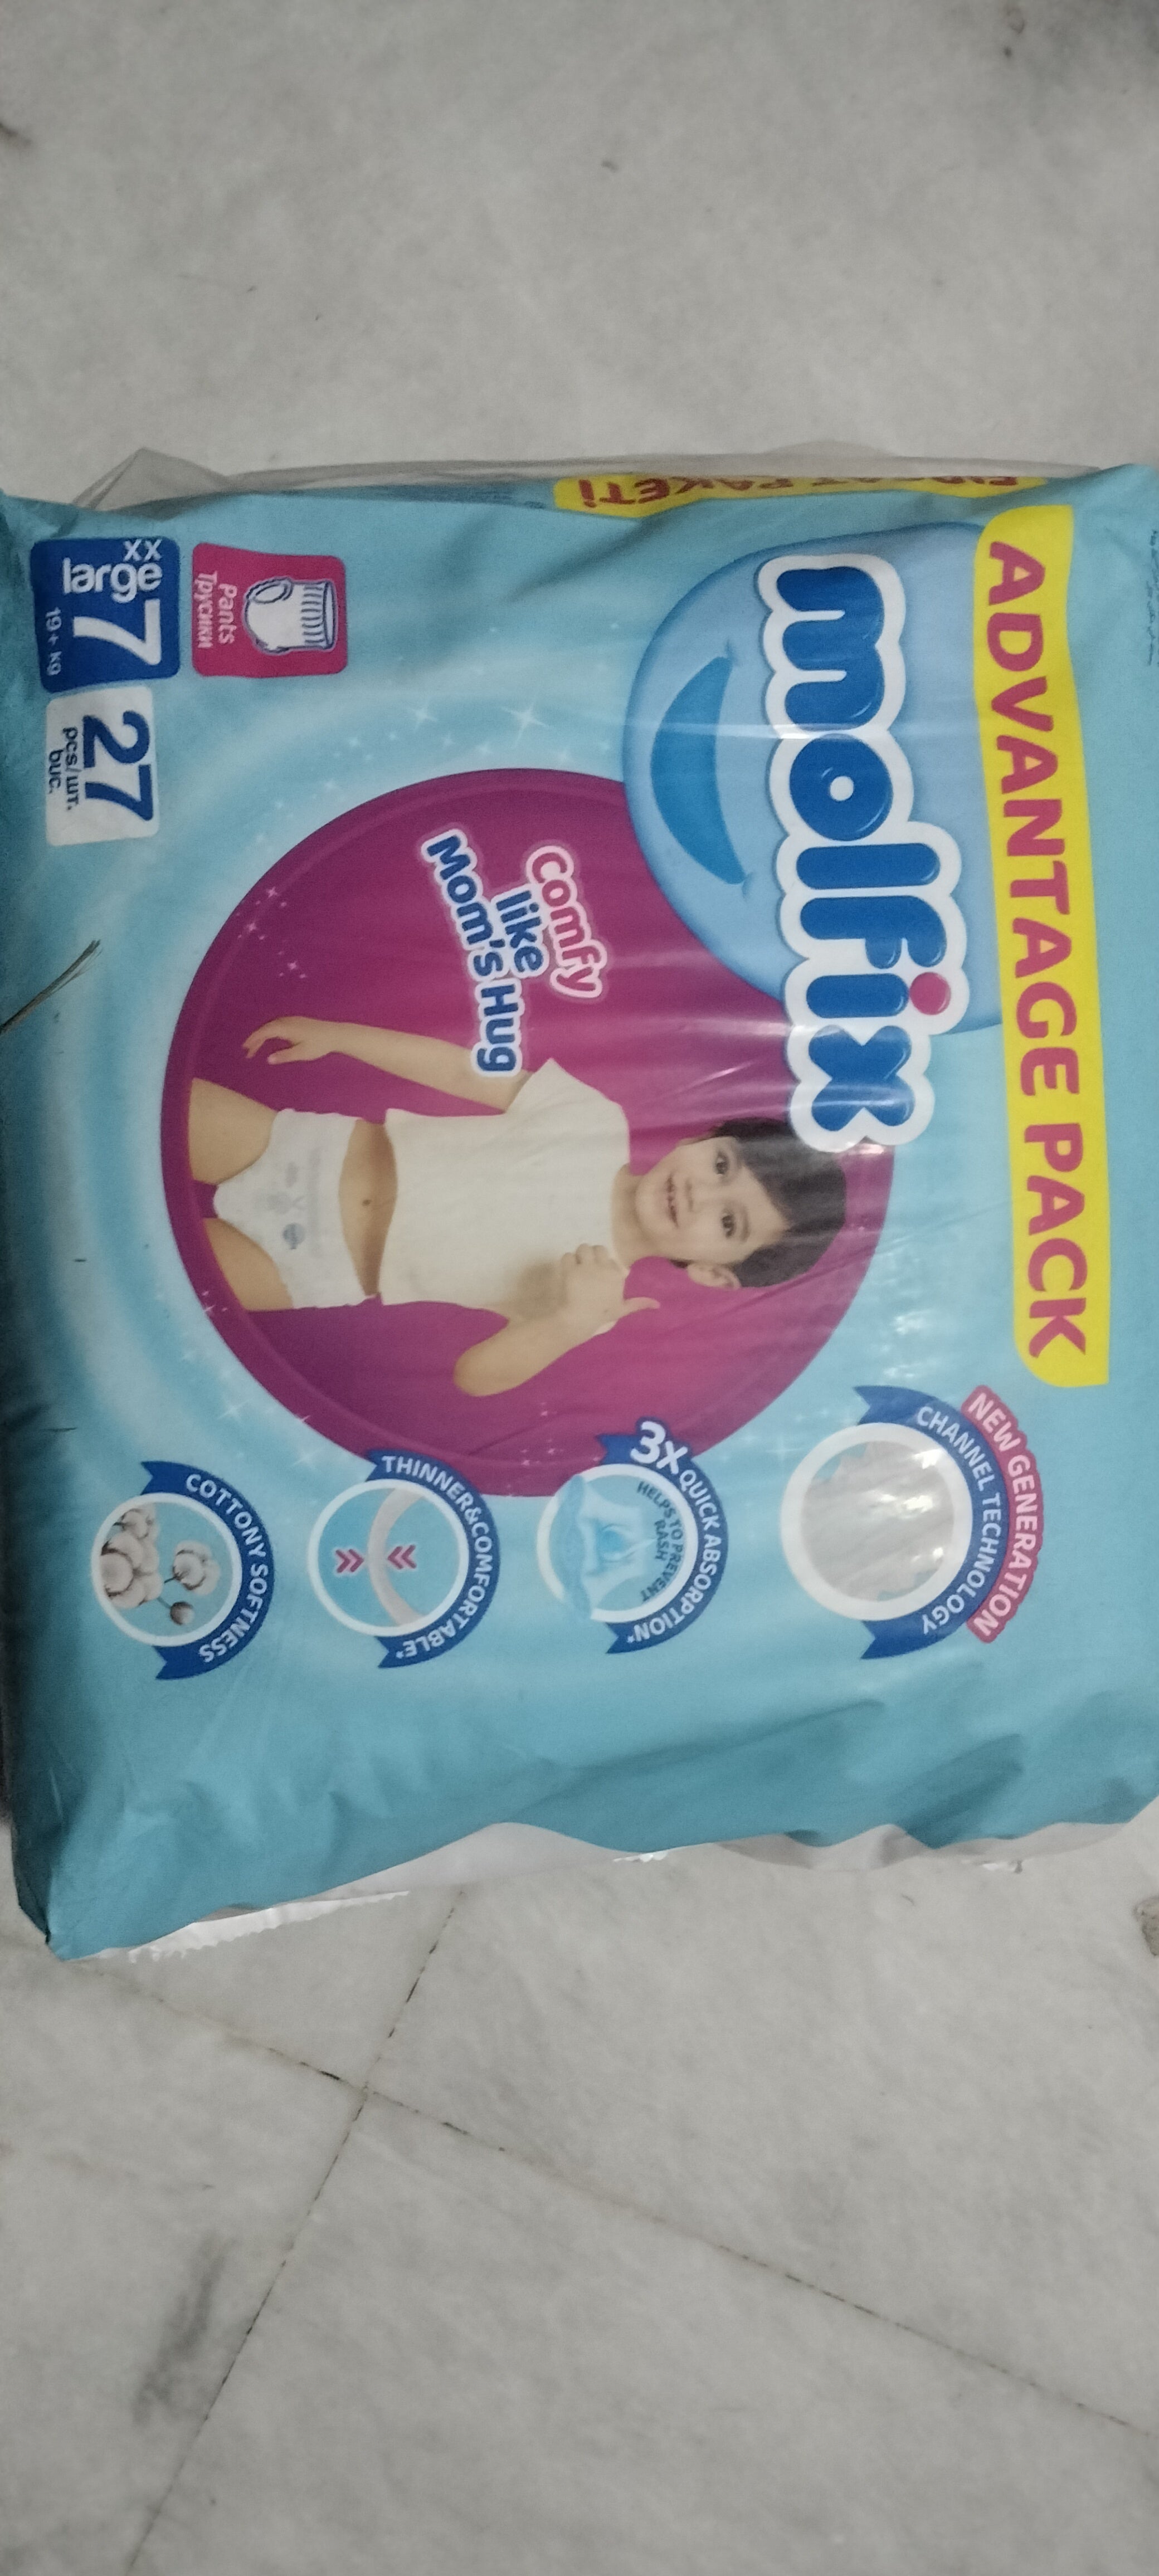 ADVANTAGE PACK
molfix
Comfy
like
Mom's Hug
NEW GENERATION
CHANNEL TECHNOLOGY
3X QUICK ABSORPTION*
HELPS TO PREVENT
RASH
THINNER&COMFORTABLE*
COTTONY SOFTNESS
Pants
Трусики
xx
large
7
19+ kg
27
pcs/шт.
buc.
PAKETİ